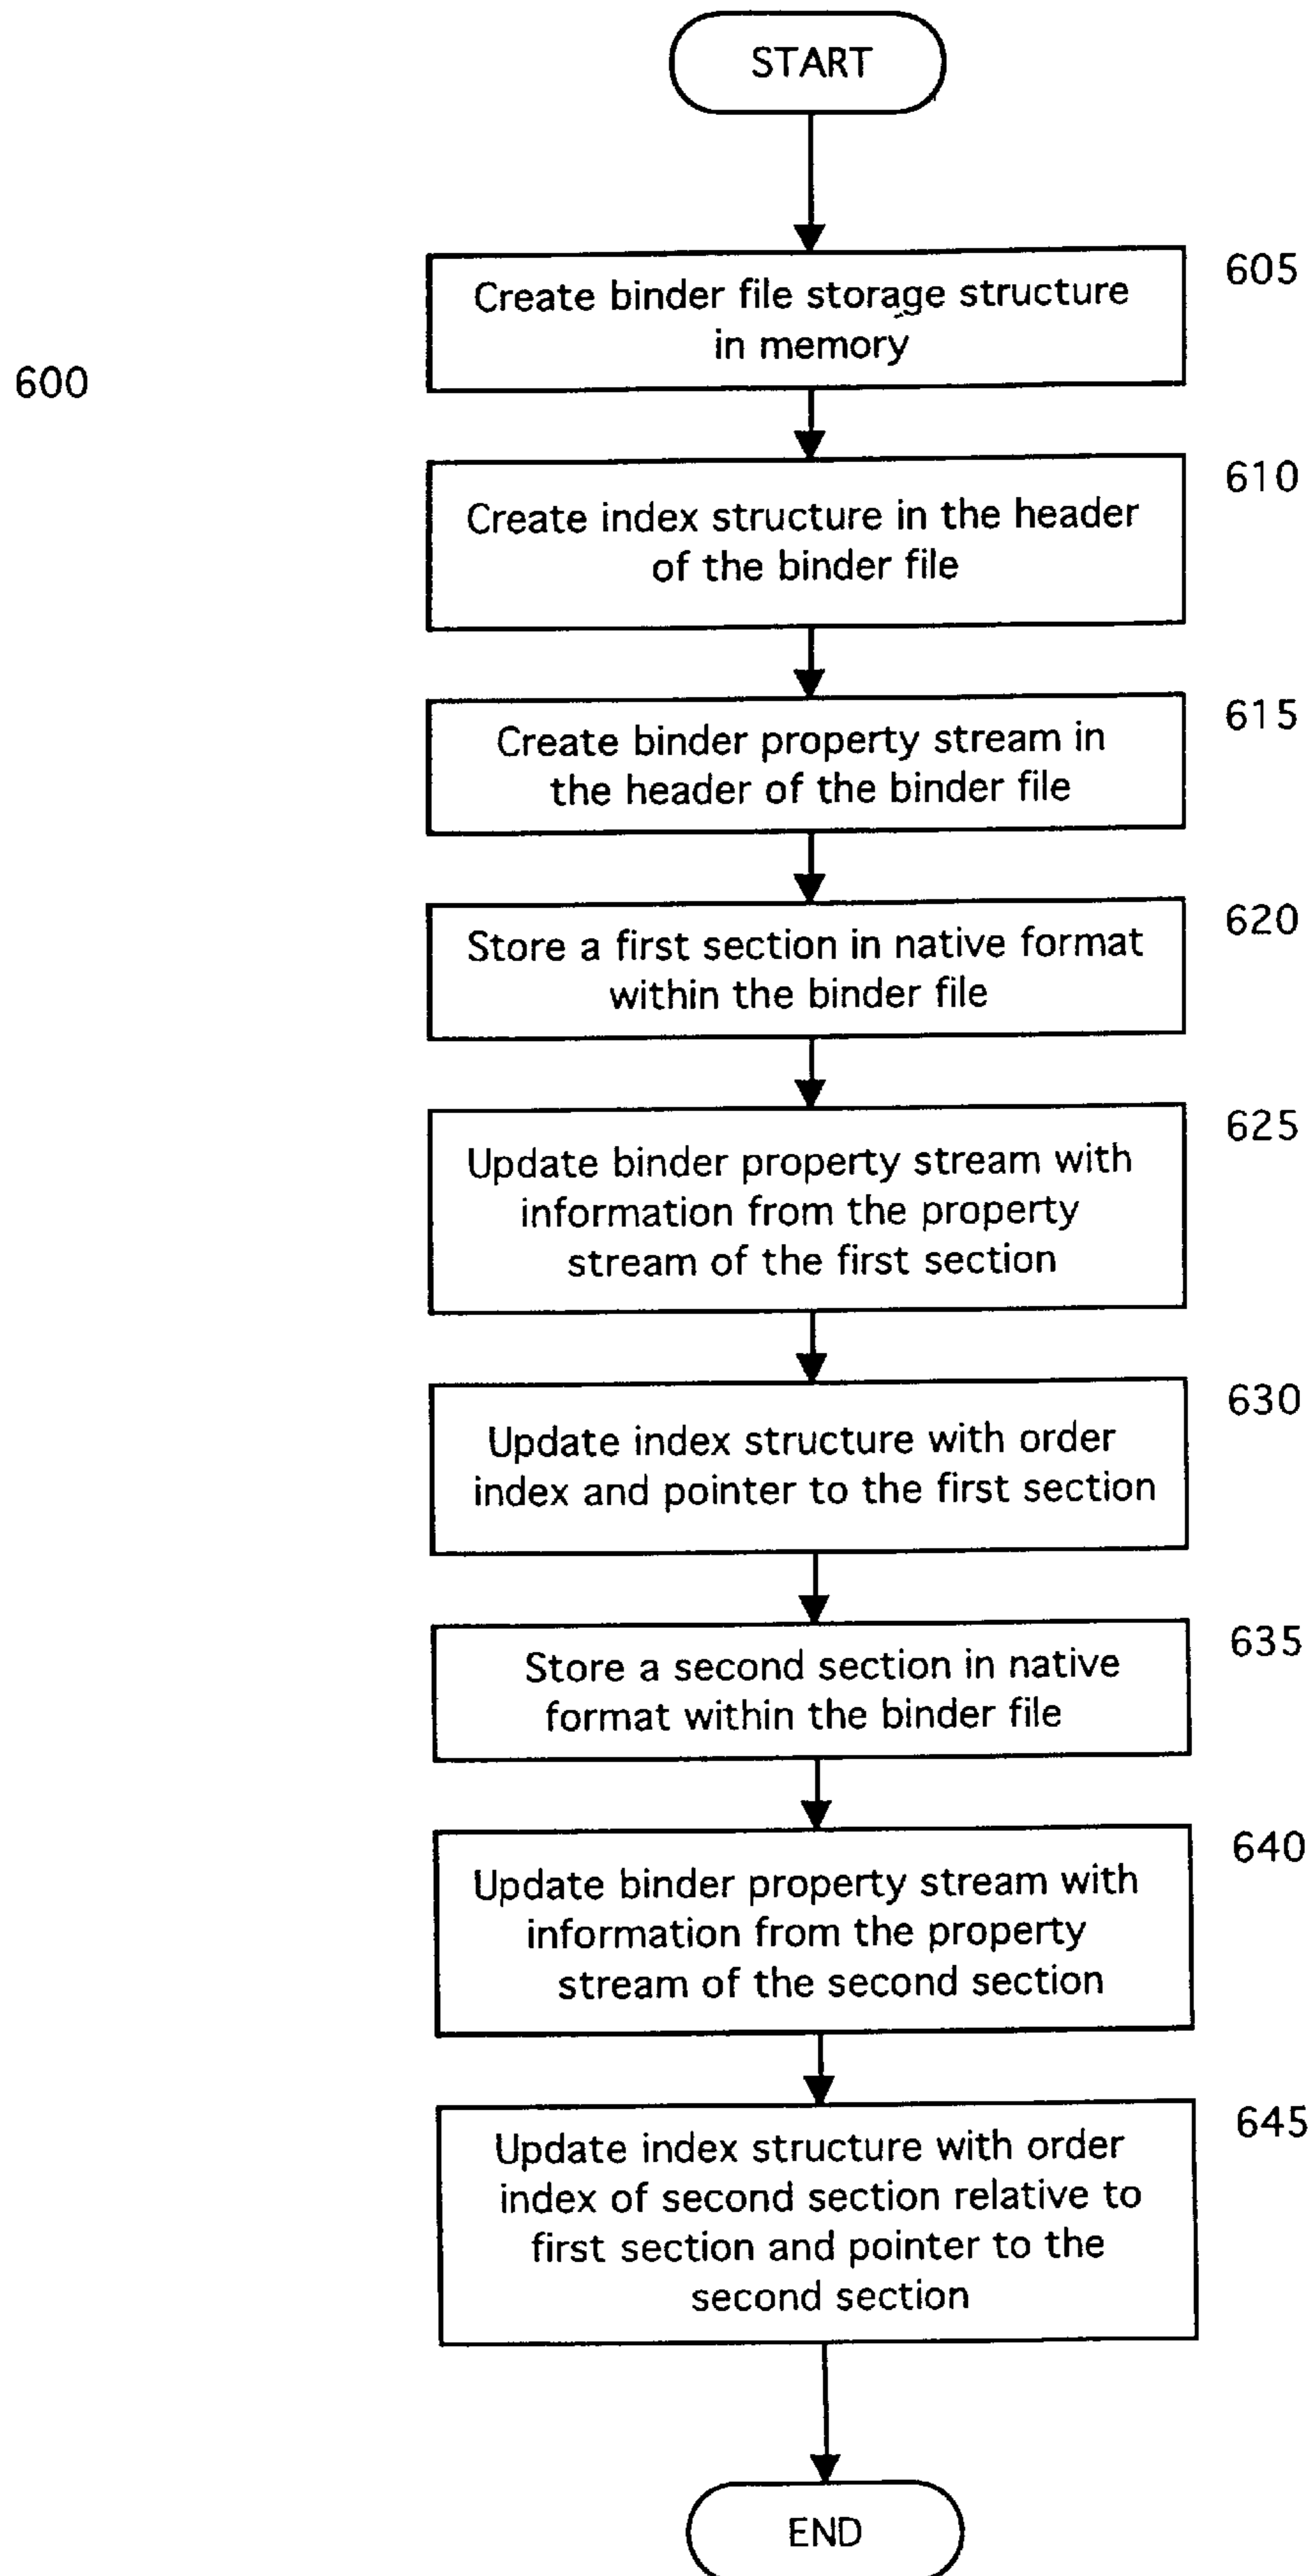 START
605
Create binder file storage structure
in memory
600
610
Create index structure in the header
of the binder file
615
Create binder property stream in
the header of the binder file
620
Store a first section in native format
within the binder file
625
Update binder property stream with
information from the property
stream of the first section
630
Update index structure with order
index and pointer to the first section
635
Store a second section in native
format within the binder file
640
Update binder property stream with
information from the property
stream of the second section
645
Update index structure with order
index of second section relative to
first section and pointer to the
second section
END